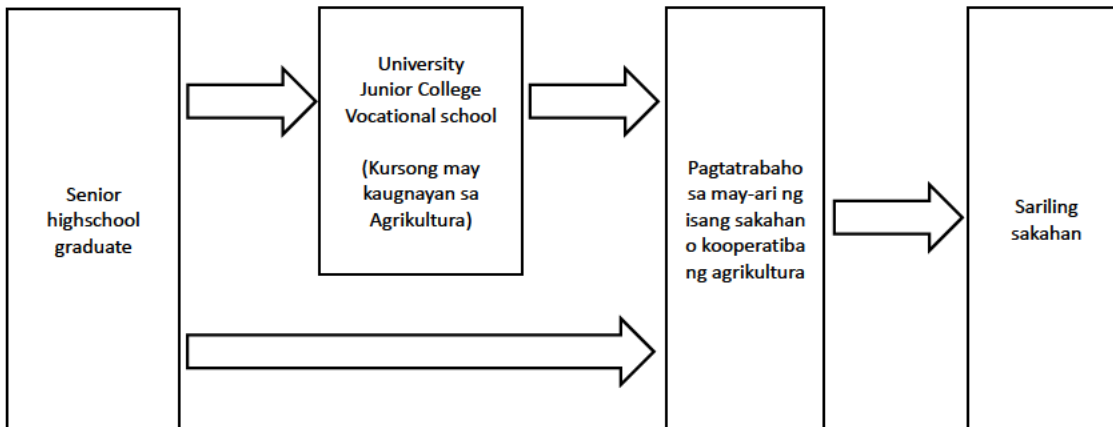 Senior
highschool
graduate
University
Junior College
Vocational school
(Kursong may
kaugnayan sa
Agrikultura)
Pagtatrabaho
sa may-ari ng
isang sakahan
o kooperatiba
ng agrikultura
Sariling
sakahan